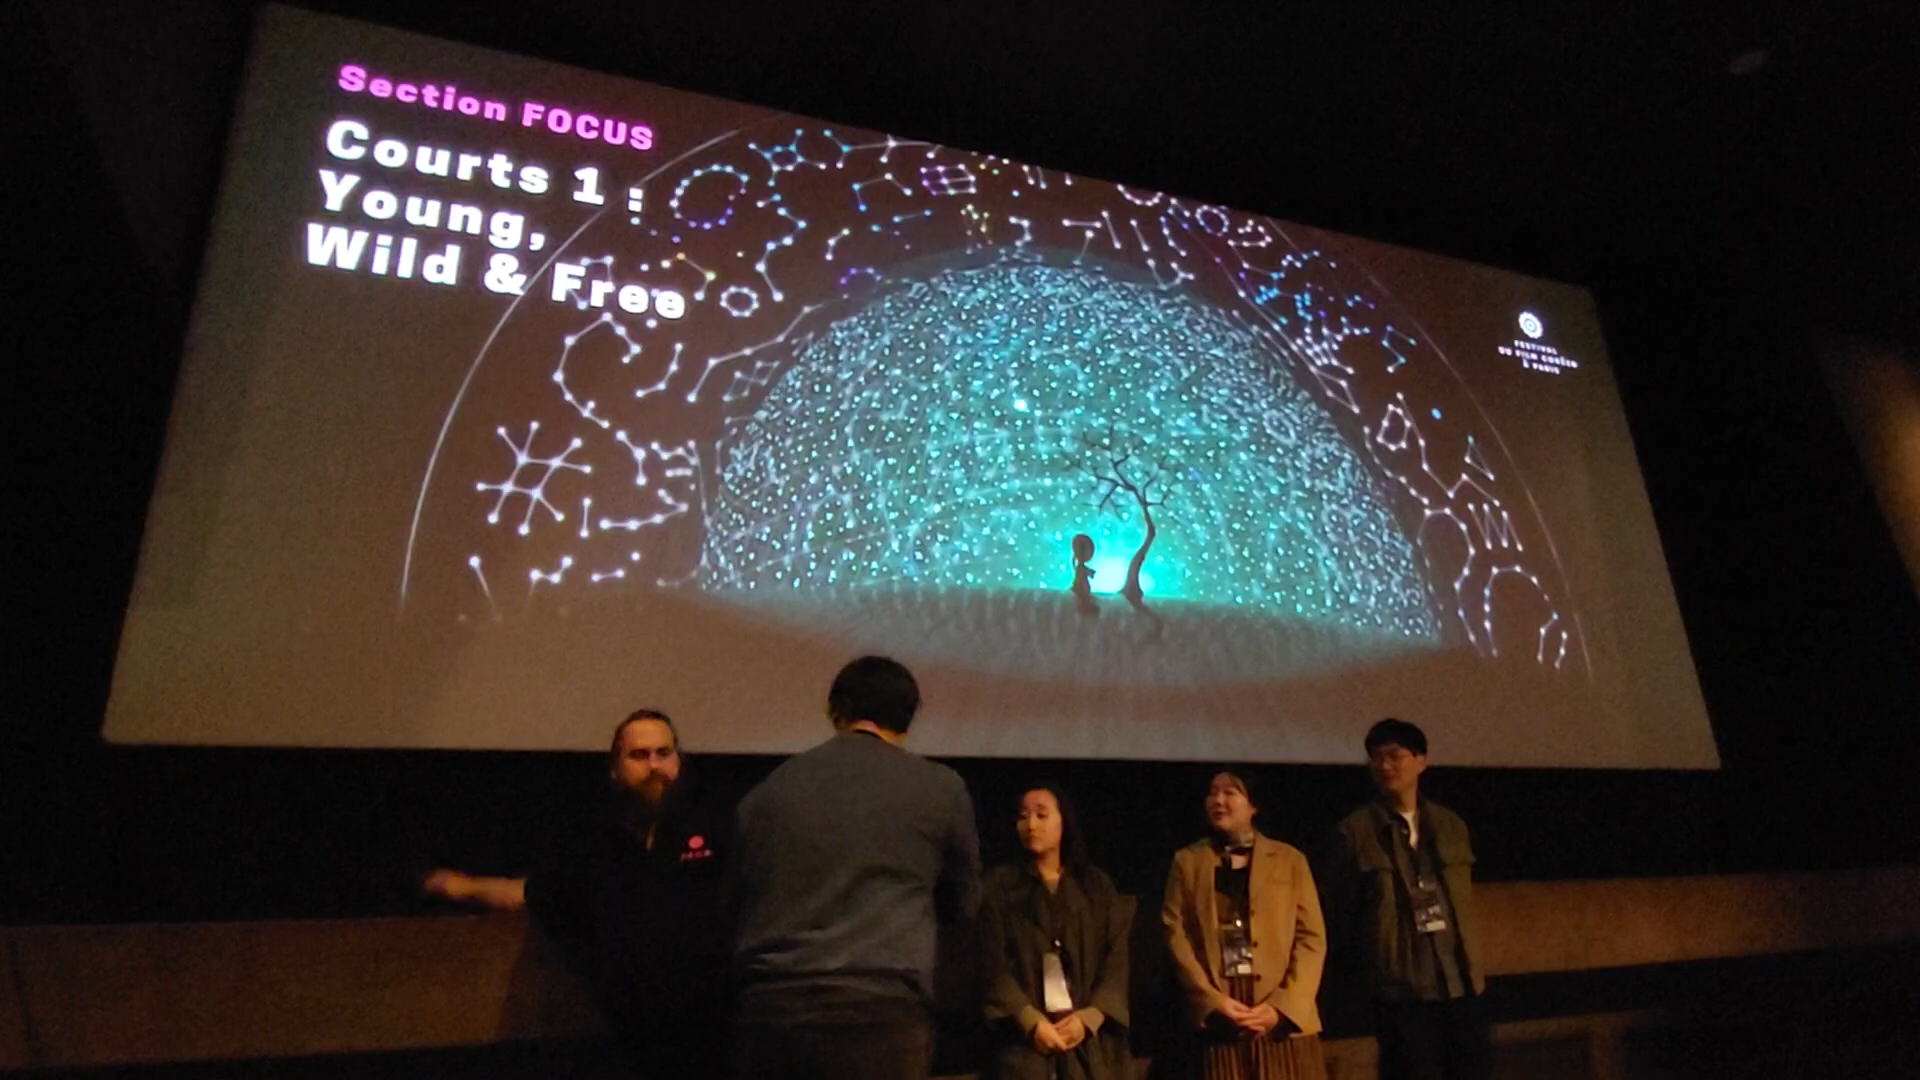 Section FOCUS
Courts 1 :
Young,
Wild & Free
FESTIVAL
DU FILM CORÉEN
À PARIS